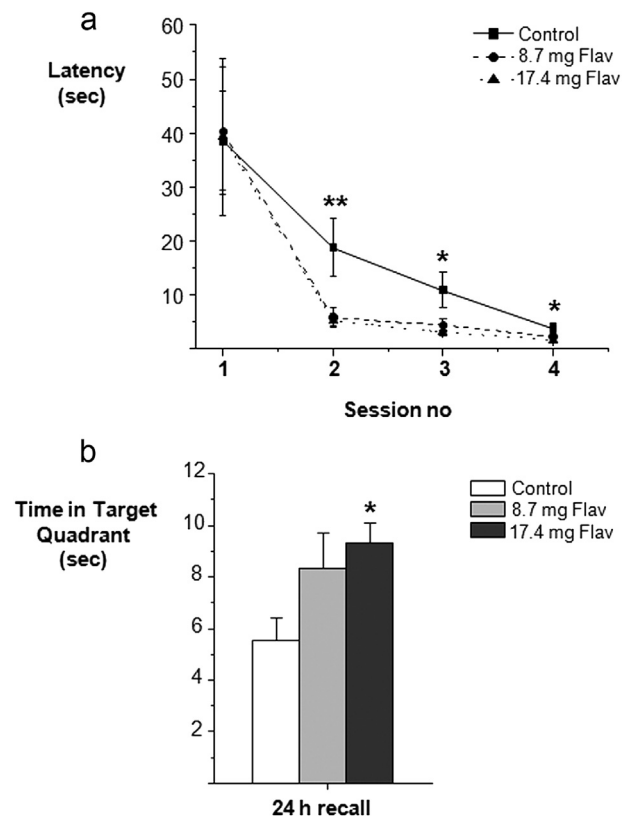 a
Latency
(sec)
60
50
40
30
20
10
Control
8.7 mg Flav
17.4 mg Flav
**
*
*
1 2 3 4
Session no
b
Time in Target
Quadrant
(sec)
12
10
8
6
4
2
Control
8.7 mg Flav
17.4 mg Flav
*
24 h recall